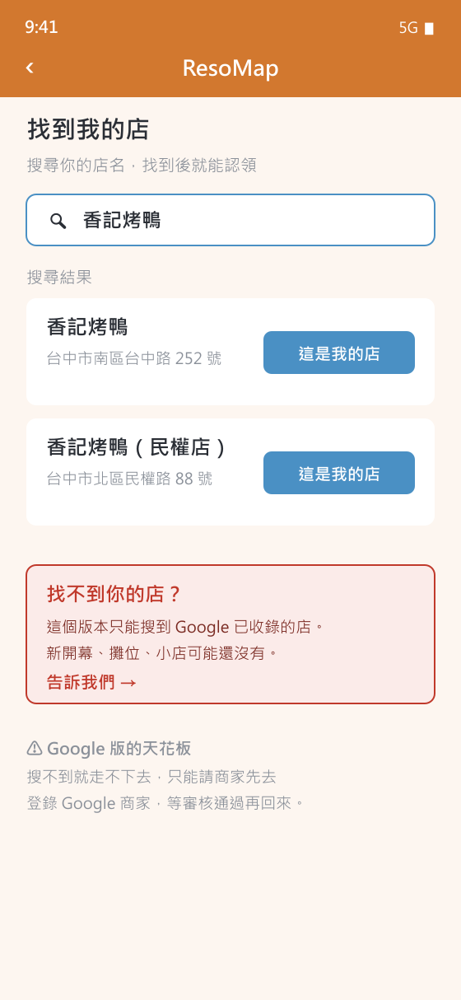 9:41
5G
‹
ResoMap
找到我的店
搜尋你的店名，找到後就能認領
🔍 香記烤鴨
搜尋結果
香記烤鴨
台中市南區台中路 252 號
這是我的店
香記烤鴨（民權店）
台中市北區民權路 88 號
這是我的店
找不到你的店？
這個版本只能搜到 Google 已收錄的店。
新開幕、攤位、小店可能還沒有。
告訴我們 →
⚠ Google 版的天花板
搜不到就走不下去，只能請商家先去
登錄 Google 商家，等審核通過再回來。